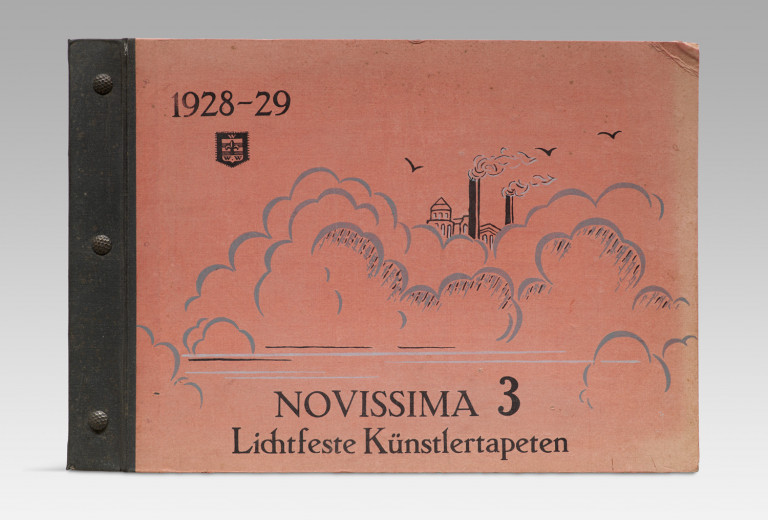 1928-29
W
W W
NOVISSIMA 3
Lichtfeste Künstlertapeten